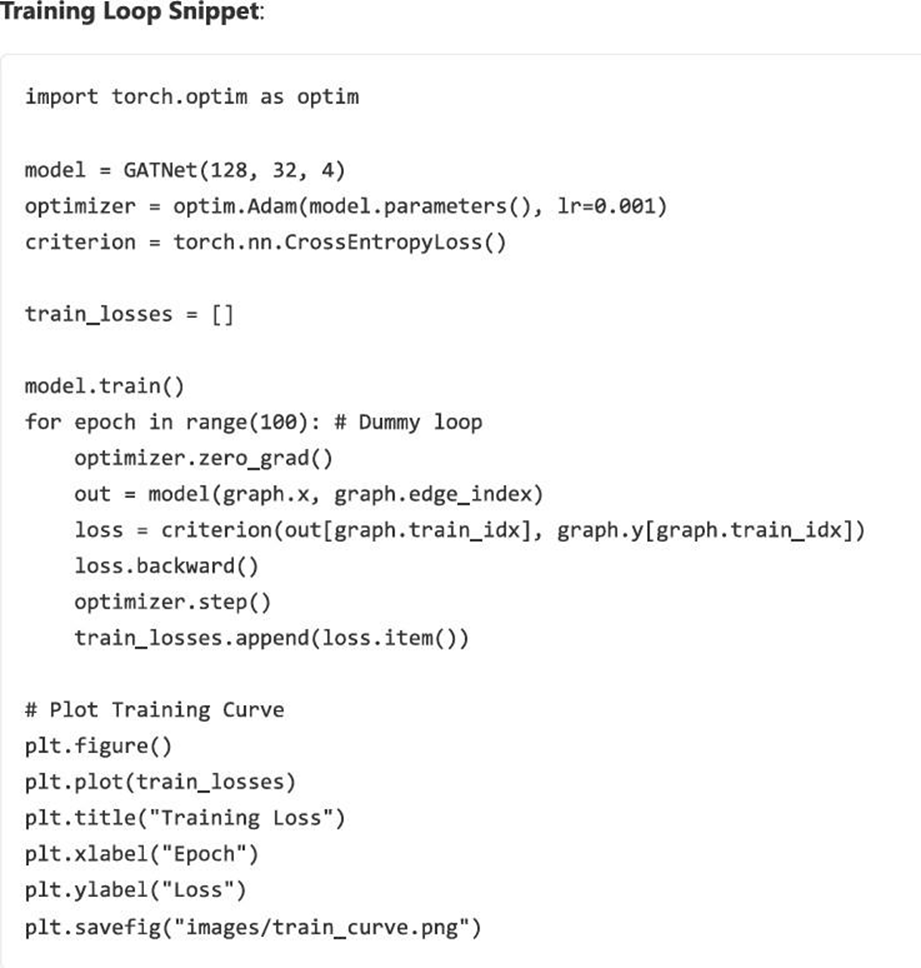 Training Loop Snippet:
import torch.optim as optim
model = GATNet(128, 32, 4)
optimizer = optim.Adam(model.parameters(), lr=0.001)
criterion = torch.nn.CrossEntropyLoss()
train_losses = []
model.train()
for epoch in range(100): # Dummy loop
    optimizer.zero_grad()
    out = model(graph.x, graph.edge_index)
    loss = criterion(out[graph.train_idx], graph.y[graph.train_idx])
    loss.backward()
    optimizer.step()
    train_losses.append(loss.item())
# Plot Training Curve
plt.figure()
plt.plot(train_losses)
plt.title("Training Loss")
plt.xlabel("Epoch")
plt.ylabel("Loss")
plt.savefig("images/train_curve.png")